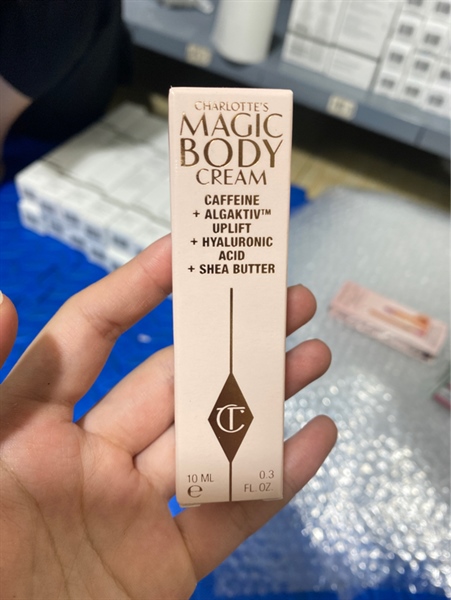 CHARLOTTE'S
MAGIC
BODY
CREAM
CAFFEINE
+ ALGAKTIV™
UPLIFT
+ HYALURONIC
ACID
+ SHEA BUTTER
CT
10 ML 0.3
e FL. OZ.